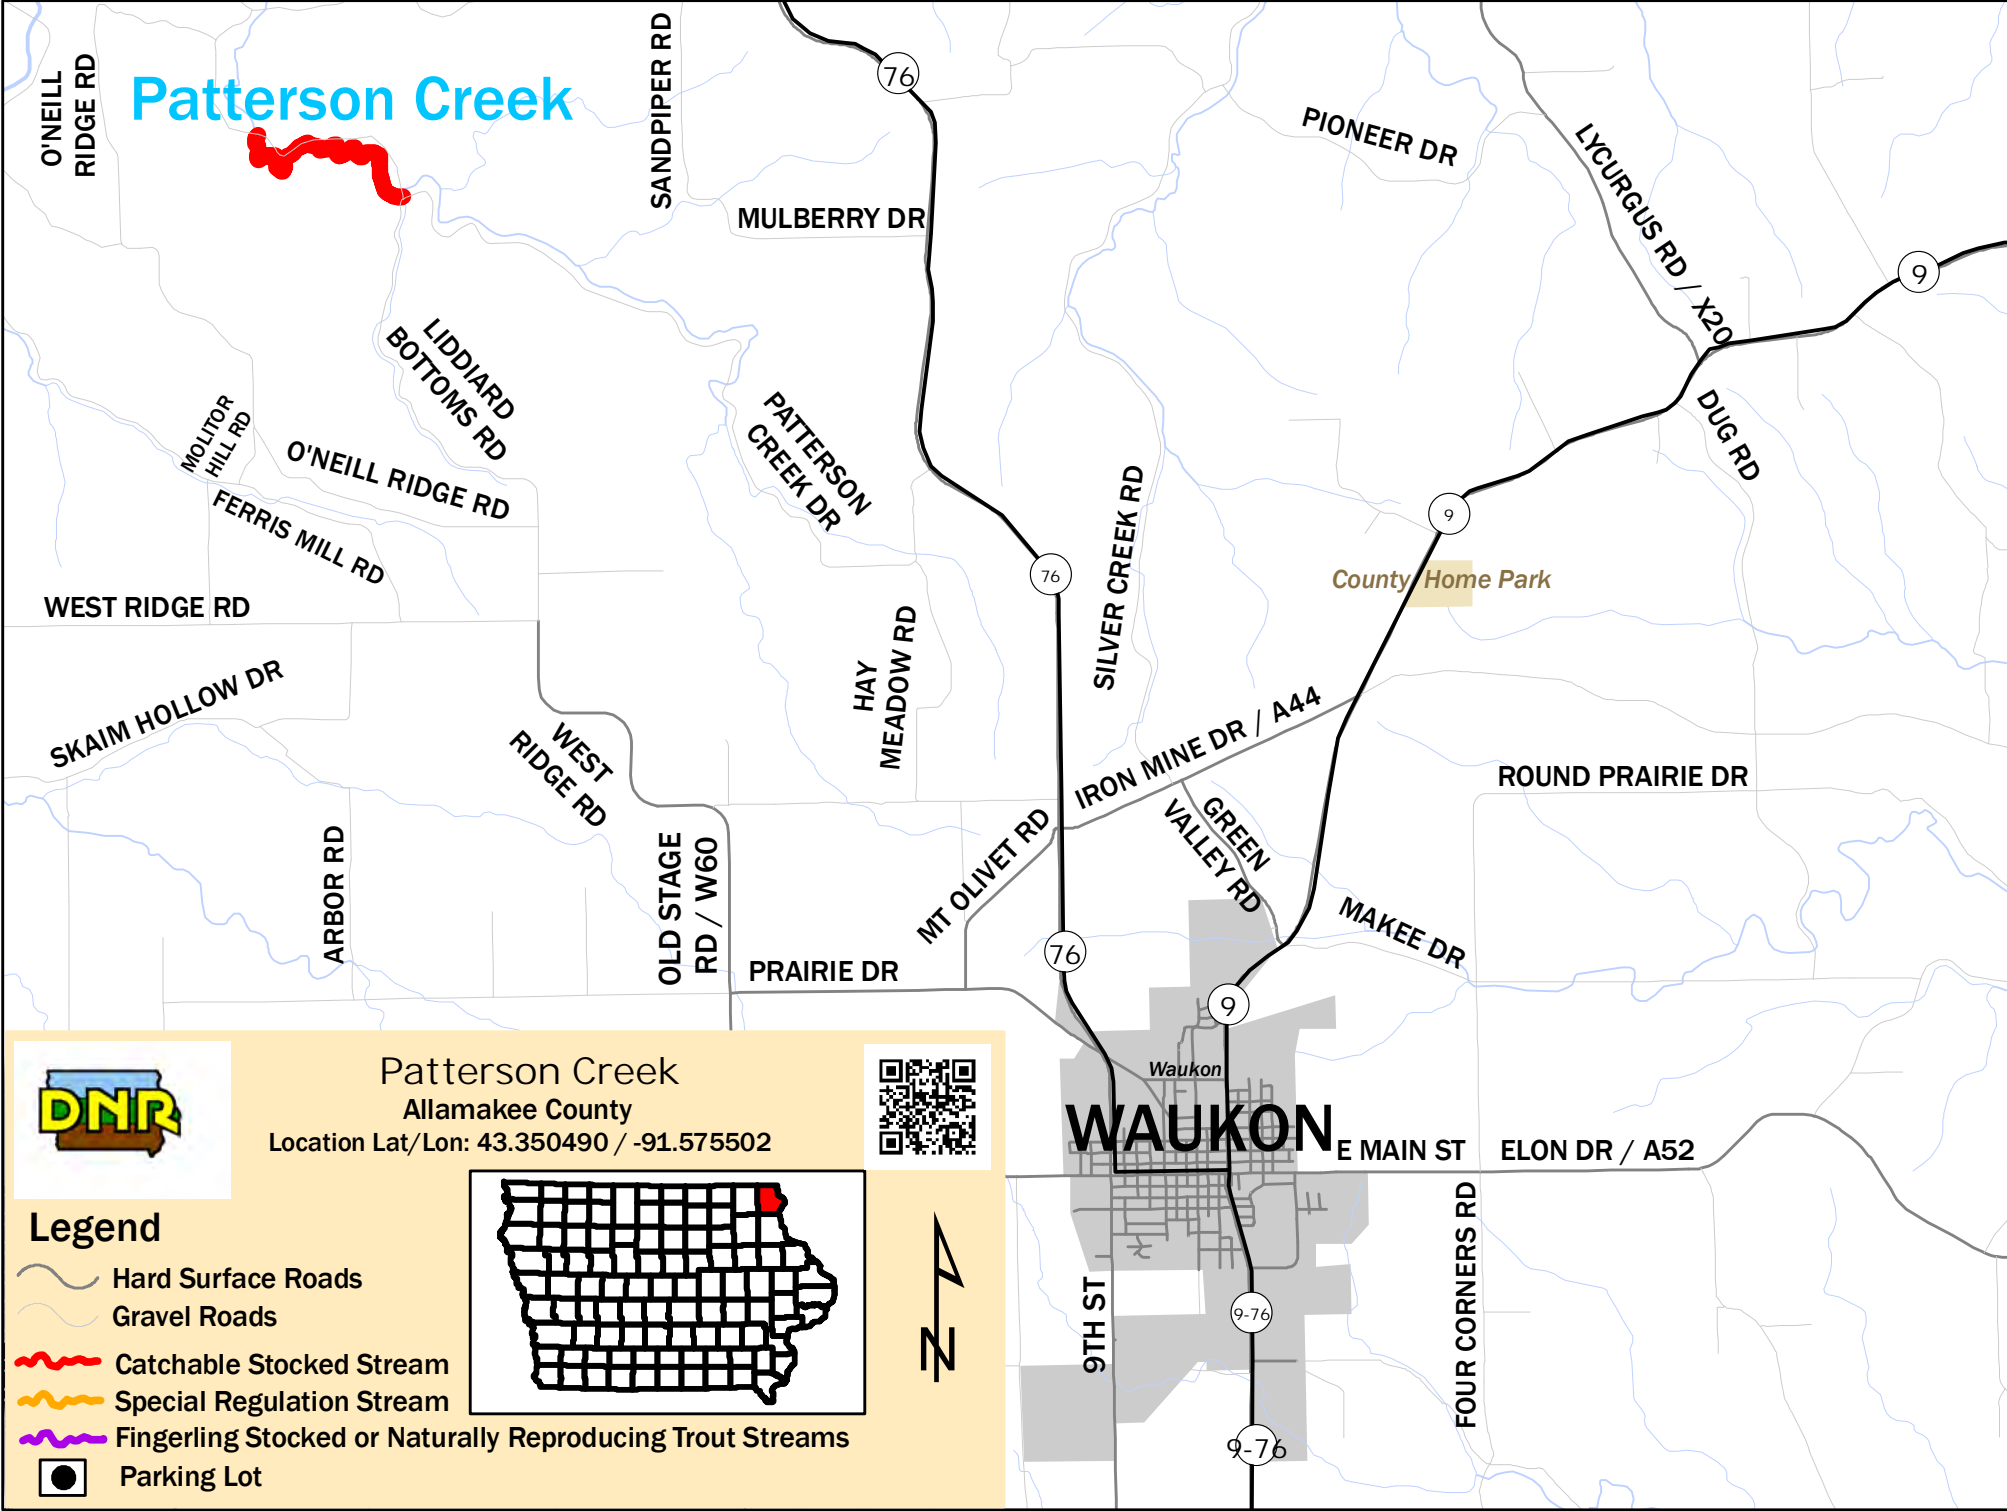 O'NEILL
RIDGE RD
Patterson Creek
SANDPIPER RD
76
PIONEER DR
LYCURGUS RD / X20
MULBERRY DR
9
LIDDIARD
BOTTOMS RD
MOLITOR
HILL RD
O'NEILL RIDGE RD
PATTERSON
CREEK DR
DUG RD
FERRIS MILL RD
SILVER CREEK RD
9
76
County Home Park
WEST RIDGE RD
HAY
MEADOW RD
SKAIM HOLLOW DR
WEST
RIDGE RD
IRON MINE DR / A44
ROUND PRAIRIE DR
ARBOR RD
OLD STAGE
RD / W60
MT OLIVET RD
GREEN
VALLEY RD
MAKEE DR
76
PRAIRIE DR
9
Waukon
WAUKON
E MAIN ST
ELON DR / A52
9TH ST
FOUR CORNERS RD
9-76
9-76
DNR
Patterson Creek
Allamakee County
Location Lat/Lon: 43.350490 / -91.575502
Legend
Hard Surface Roads
Gravel Roads
Catchable Stocked Stream
Special Regulation Stream
Fingerling Stocked or Naturally Reproducing Trout Streams
Parking Lot
N